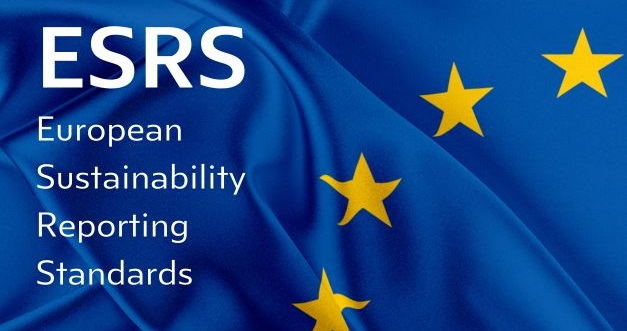 ESRS
European
Sustainability
Reporting
Standards